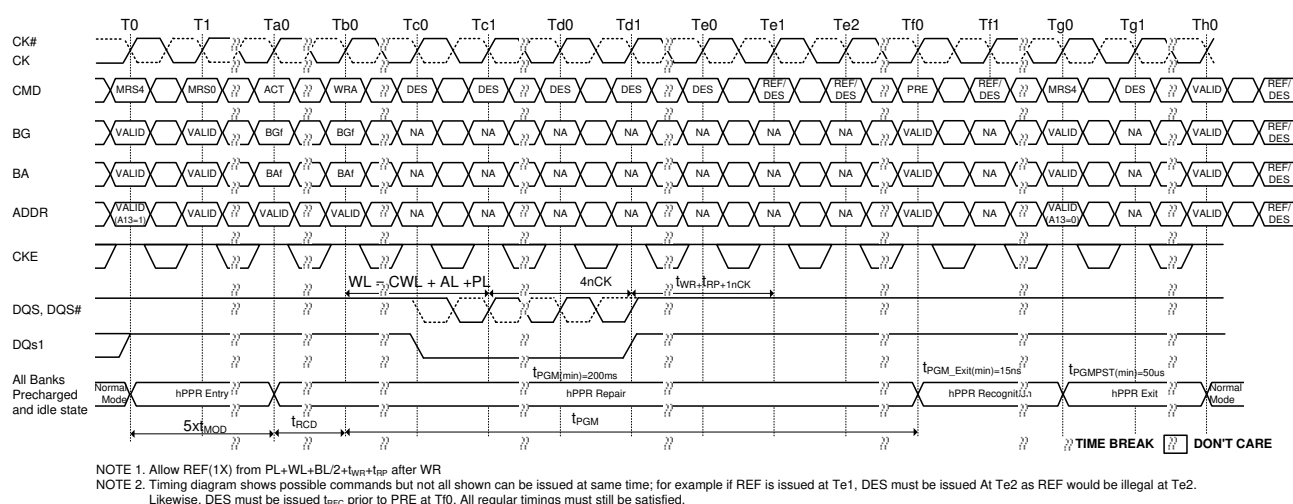 T0 T1 Ta0 Tb0 Tc0 Tc1 Td0 Td1 Te0 Te1 Te2 Tf0 Tf1 Tg0 Tg1 Th0
CK#
CK
CMD MRS4 MRS0 ACT WRA DES DES DES DES DES REF/DES REF/DES PRE REF/DES MRS4 DES VALID REF/DES
BG VALID VALID BGf BGf NA NA NA NA NA NA NA VALID NA VALID NA VALID REF/DES
BA VALID VALID BAf BAf NA NA NA NA NA NA NA VALID NA VALID NA VALID REF/DES
ADDR VALID (A13=1) VALID VALID VALID NA NA NA NA NA NA NA VALID NA VALID (A13=0) NA VALID REF/DES
CKE
WL = CWL + AL +PL 4nCK tWR+tRP+1nCK
DQS, DQS#
DQs1
tPGM(min)=200ms tPGM_Exit(min)=15ns tPGMPST(min)=50us
All Banks
Precharged
and idle state
Normal Mode hPPR Entry hPPR Repair hPPR Recognition hPPR Exit Normal Mode
5xtMOD tRCD tPGM
TIME BREAK DON'T CARE
NOTE 1. Allow REF(1X) from PL+WL+BL/2+tWR+tRP after WR
NOTE 2. Timing diagram shows possible commands but not all shown can be issued at same time; for example if REF is issued at Te1, DES must be issued At Te2 as REF would be illegal at Te2.
Likewise, DES must be issued tRFC prior to PRE at Tf0. All regular timings must still be satisfied.